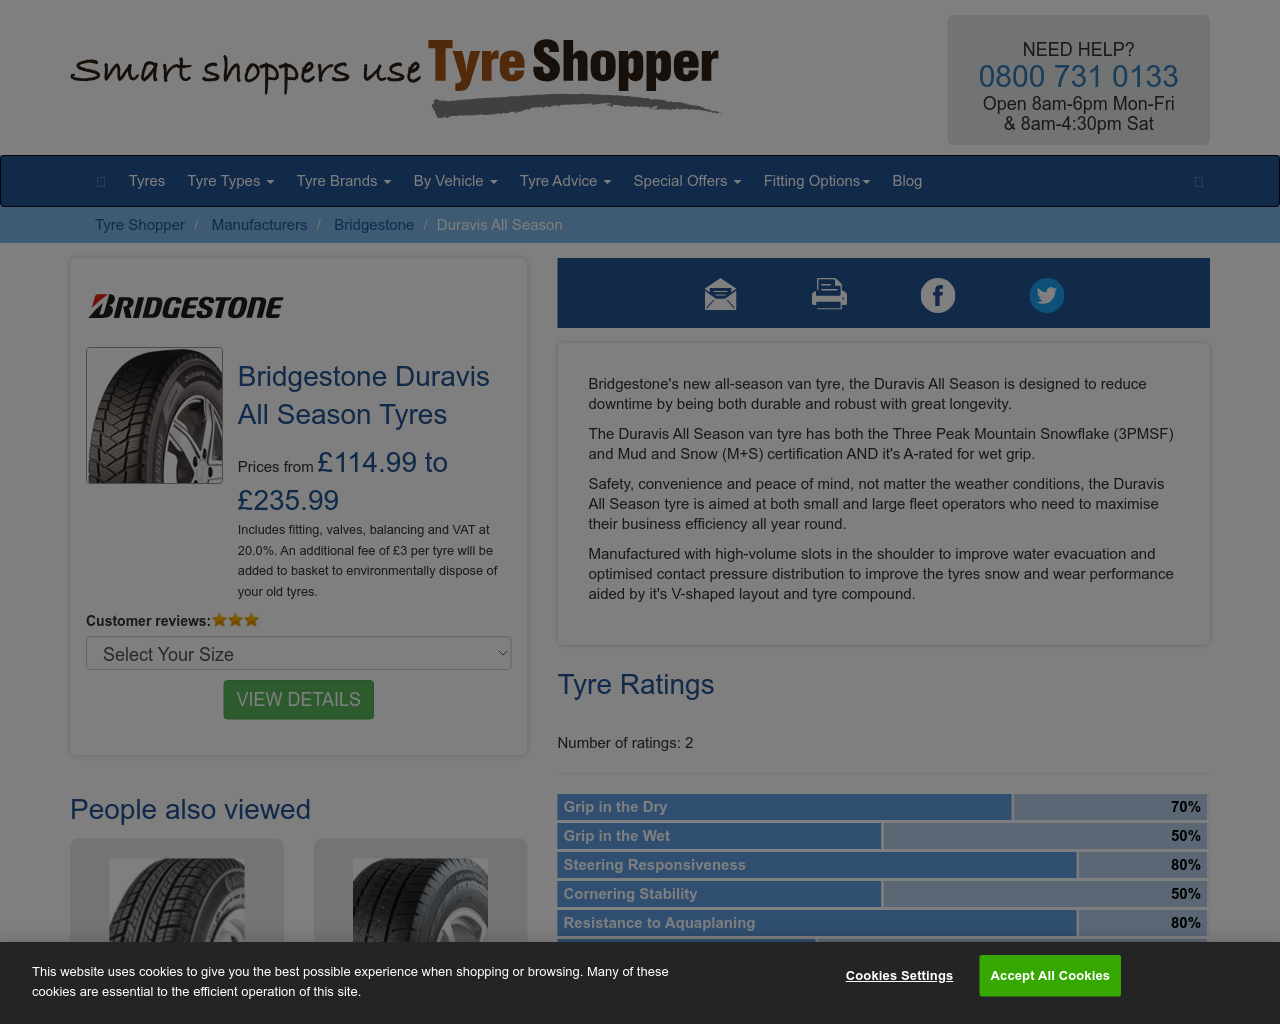 Smart shoppers use Tyre Shopper
NEED HELP?
0800 731 0133
Open 8am-6pm Mon-Fri
& 8am-4:30pm Sat
Tyres Tyre Types Tyre Brands By Vehicle Tyre Advice Special Offers Fitting Options Blog
Tyre Shopper / Manufacturers / Bridgestone / Duravis All Season
BRIDGESTONE
Bridgestone Duravis
All Season Tyres
Prices from £114.99 to
£235.99
Includes fitting, valves, balancing and VAT at
20.0%. An additional fee of £3 per tyre will be
added to basket to environmentally dispose of
your old tyres.
Customer reviews:
Select Your Size
VIEW DETAILS
People also viewed
Bridgestone's new all-season van tyre, the Duravis All Season is designed to reduce
downtime by being both durable and robust with great longevity.
The Duravis All Season van tyre has both the Three Peak Mountain Snowflake (3PMSF)
and Mud and Snow (M+S) certification AND it's A-rated for wet grip.
Safety, convenience and peace of mind, not matter the weather conditions, the Duravis
All Season tyre is aimed at both small and large fleet operators who need to maximise
their business efficiency all year round.
Manufactured with high-volume slots in the shoulder to improve water evacuation and
optimised contact pressure distribution to improve the tyres snow and wear performance
aided by it's V-shaped layout and tyre compound.
Tyre Ratings
Number of ratings: 2
Grip in the Dry 70%
Grip in the Wet 50%
Steering Responsiveness 80%
Cornering Stability 50%
Resistance to Aquaplaning 80%
This website uses cookies to give you the best possible experience when shopping or browsing. Many of these
cookies are essential to the efficient operation of this site.
Cookies Settings
Accept All Cookies